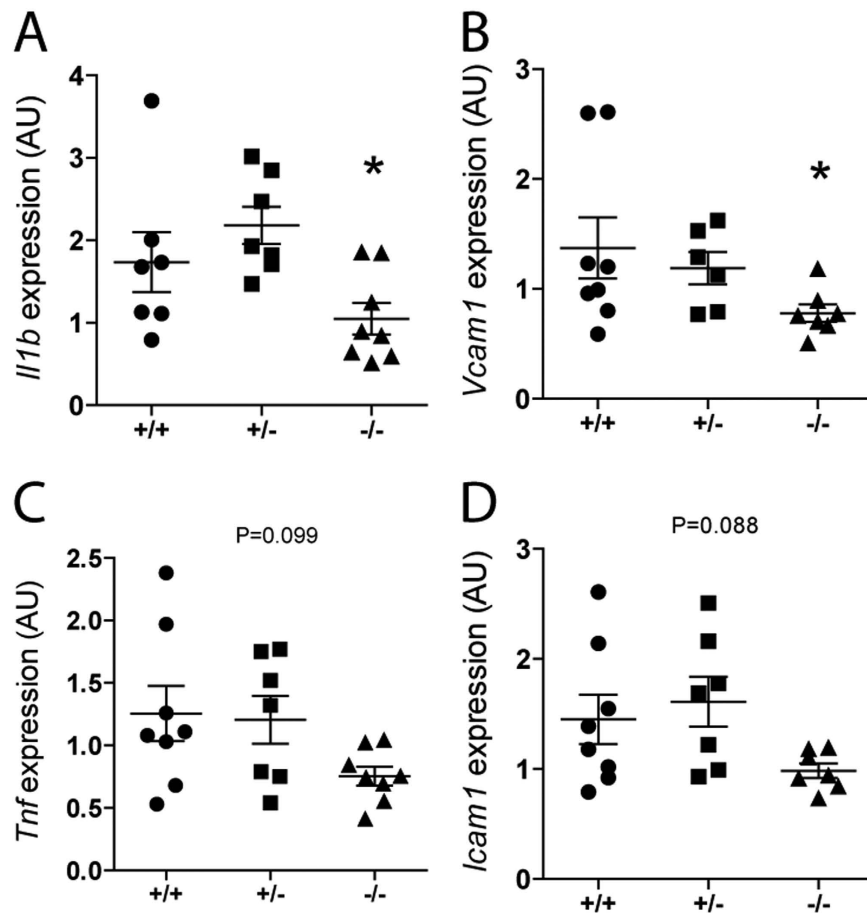 A
Il1b expression (AU)
4
3
2
1
0
*
+/+ +/- -/-
B
Vcam1 expression (AU)
3
2
1
0
*
+/+ +/- -/-
C
P=0.099
Tnf expression (AU)
2.5
2.0
1.5
1.0
0.5
0.0
+/+ +/- -/-
D
P=0.088
Icam1 expression (AU)
3
2
1
0
+/+ +/- -/-